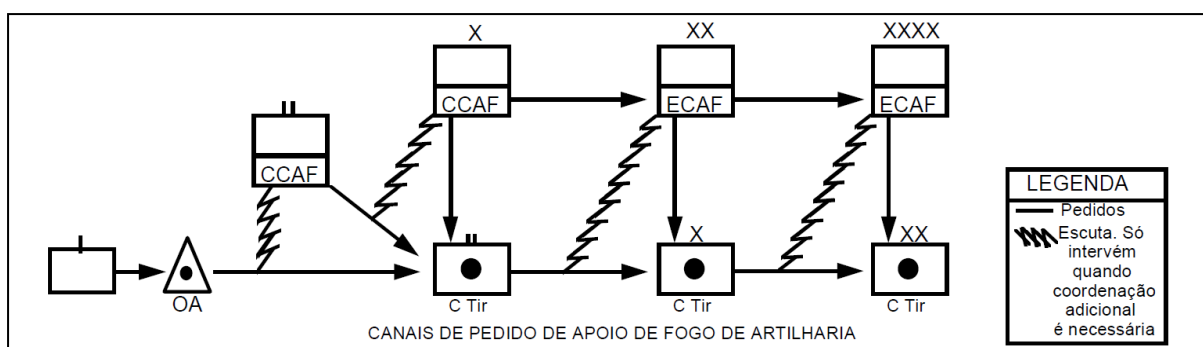 X
XX
XXXX
CCAF
ECAF
ECAF
CCAF
LEGENDA
Pedidos
Escuta. Só
intervém
quando
coordenação
adicional
é necessária
X
XX
OA
C Tir
C Tir
C Tir
CANAIS DE PEDIDO DE APOIO DE FOGO DE ARTILHARIA